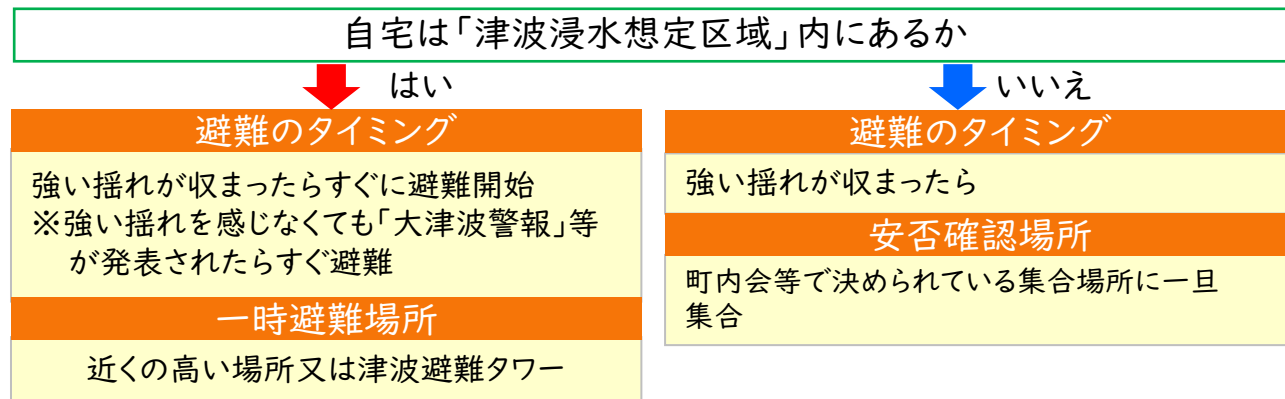 自宅は「津波浸水想定区域」内にあるか
はい
避難のタイミング
強い揺れが収まったらすぐに避難開始
※強い揺れを感じなくても「大津波警報」等
が発表されたらすぐ避難
一時避難場所
近くの高い場所又は津波避難タワー
いいえ
避難のタイミング
強い揺れが収まったら
安否確認場所
町内会等で決められている集合場所に一旦
集合